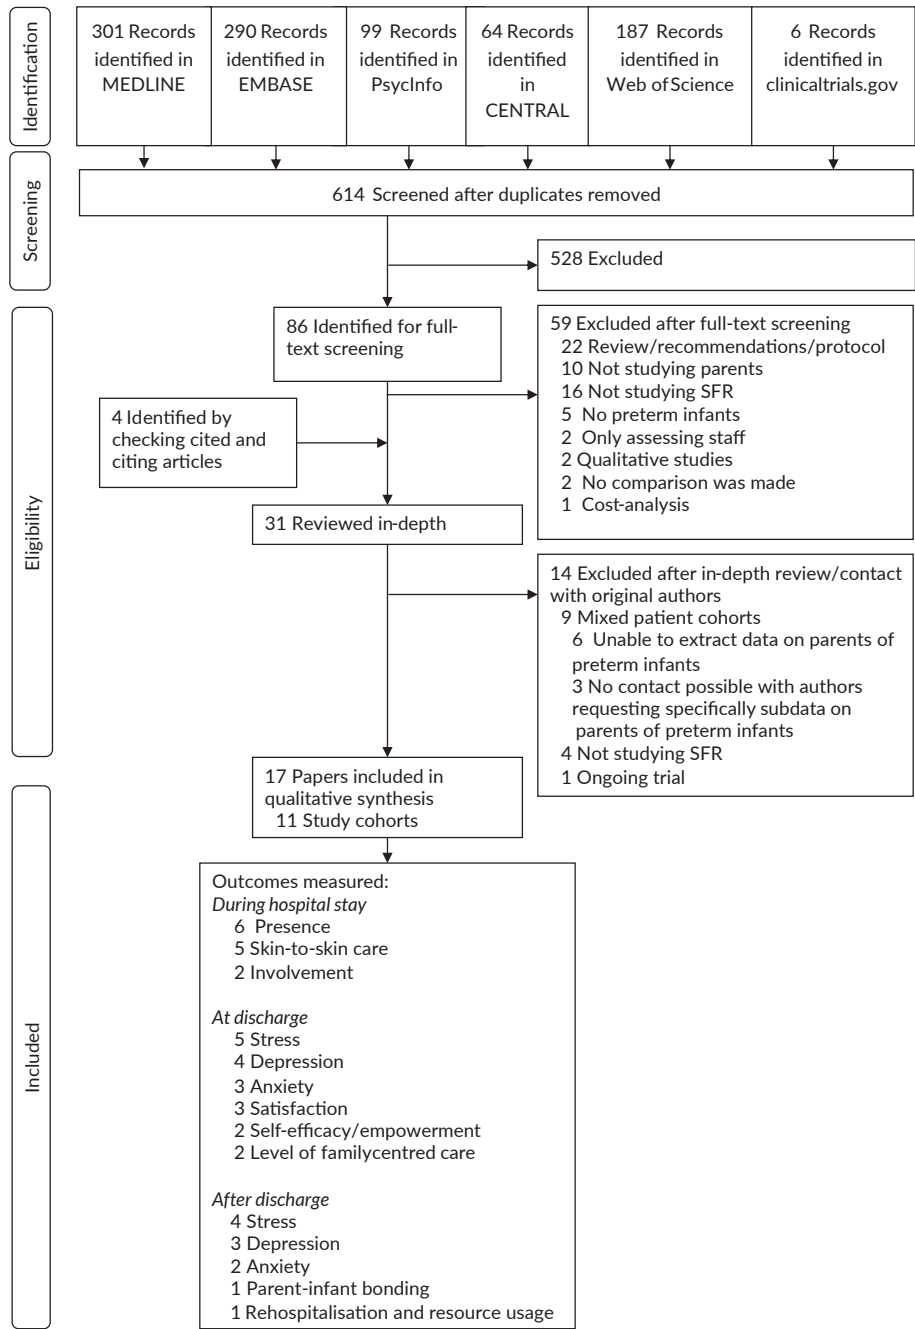 Identification
301 Records
identified in
MEDLINE
290 Records
identified in
EMBASE
99 Records
identified in
PsycInfo
64 Records
identified
in
CENTRAL
187 Records
identified in
Web of Science
6 Records
identified in
clinicaltrials.gov
Screening
614 Screened after duplicates removed
528 Excluded
Eligibility
86 Identified for full-
text screening
59 Excluded after full-text screening
22 Review/recommendations/protocol
10 Not studying parents
16 Not studying SFR
5 No preterm infants
2 Only assessing staff
2 Qualitative studies
2 No comparison was made
1 Cost-analysis
4 Identified by
checking cited and
citing articles
31 Reviewed in-depth
14 Excluded after in-depth review/contact
with original authors
9 Mixed patient cohorts
6 Unable to extract data on parents of
preterm infants
3 No contact possible with authors
requesting specifically subdata on
parents of preterm infants
4 Not studying SFR
1 Ongoing trial
Included
17 Papers included in
qualitative synthesis
11 Study cohorts
Outcomes measured:
During hospital stay
6 Presence
5 Skin-to-skin care
2 Involvement
At discharge
5 Stress
4 Depression
3 Anxiety
3 Satisfaction
2 Self-efficacy/empowerment
2 Level of familycentred care
After discharge
4 Stress
3 Depression
2 Anxiety
1 Parent-infant bonding
1 Rehospitalisation and resource usage